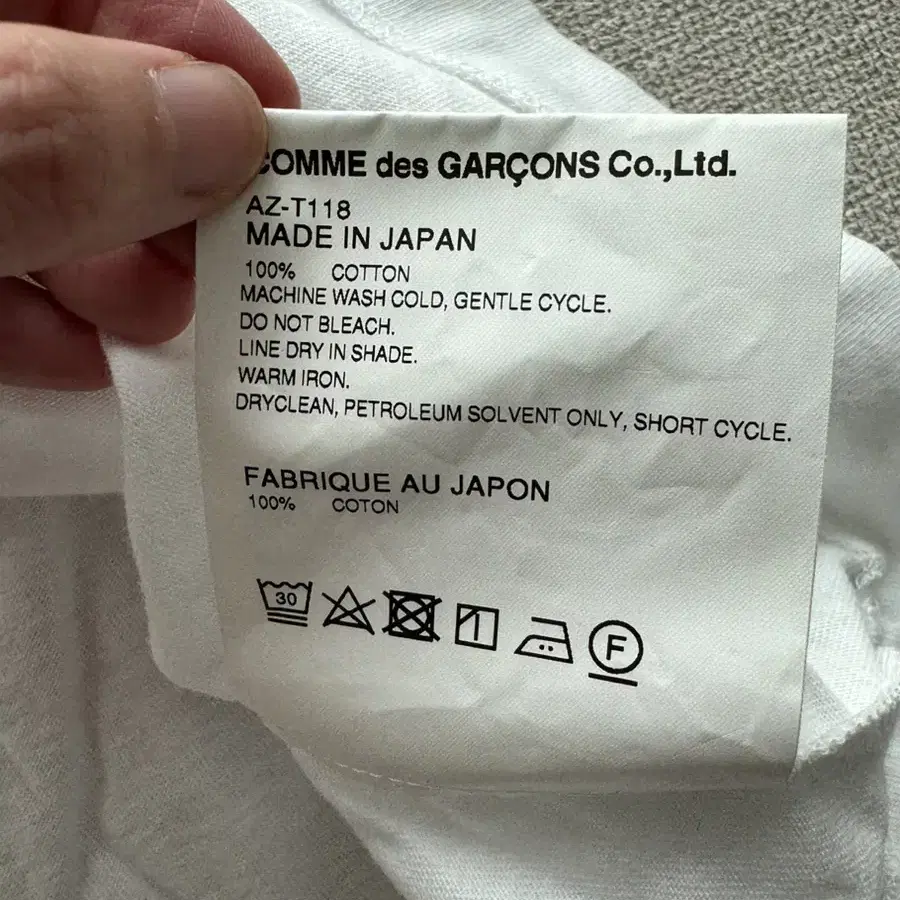 COMME des GARÇONS Co.,Ltd.
AZ-T118
MADE IN JAPAN
100% COTTON
MACHINE WASH COLD, GENTLE CYCLE.
DO NOT BLEACH.
LINE DRY IN SHADE.
WARM IRON.
DRYCLEAN, PETROLEUM SOLVENT ONLY, SHORT CYCLE.
FABRIQUE AU JAPON
100% COTON
30 F